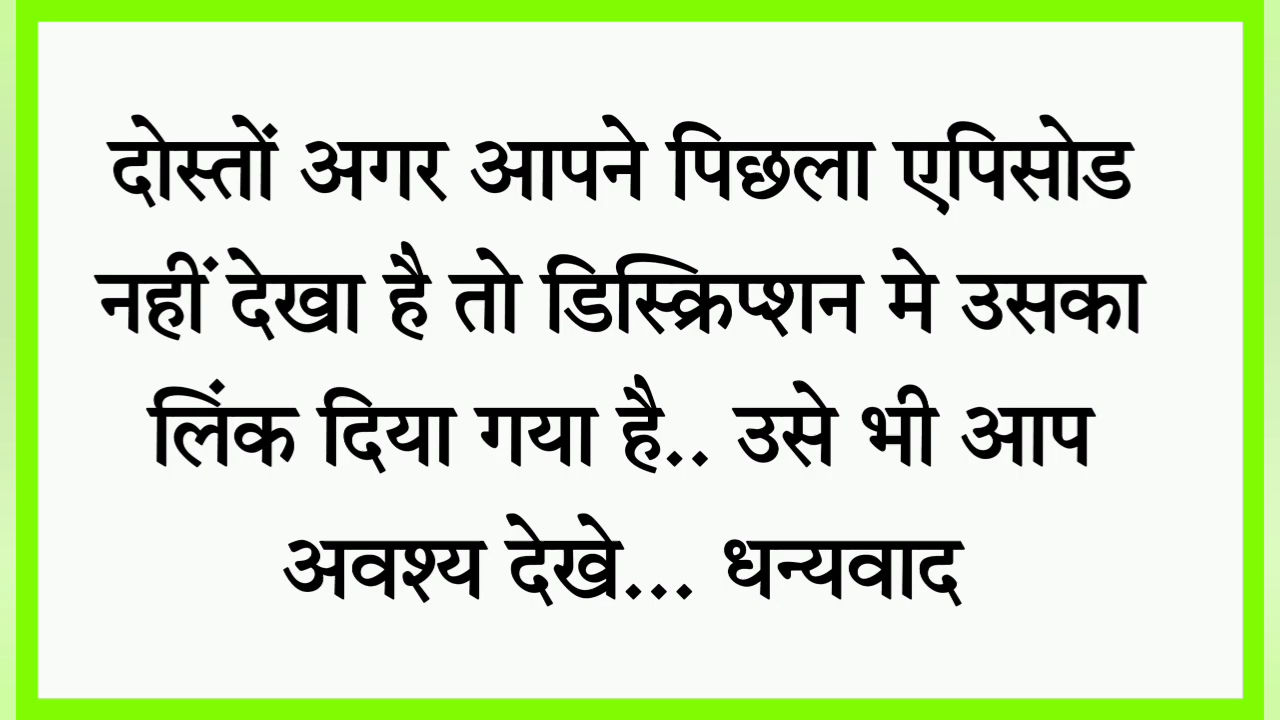 दोस्तों अगर आपने पिछला एपिसोड
नहीं देखा है तो डिस्क्रिप्शन मे उसका
लिंक दिया गया है.. उसे भी आप
अवश्य देखे... धन्यवाद